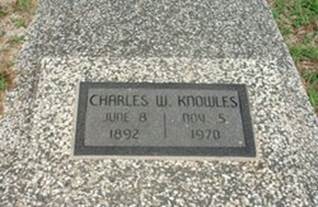 CHARLES W. KNOWLES
JUNE 8 | NOV. 5
1892 | 1970